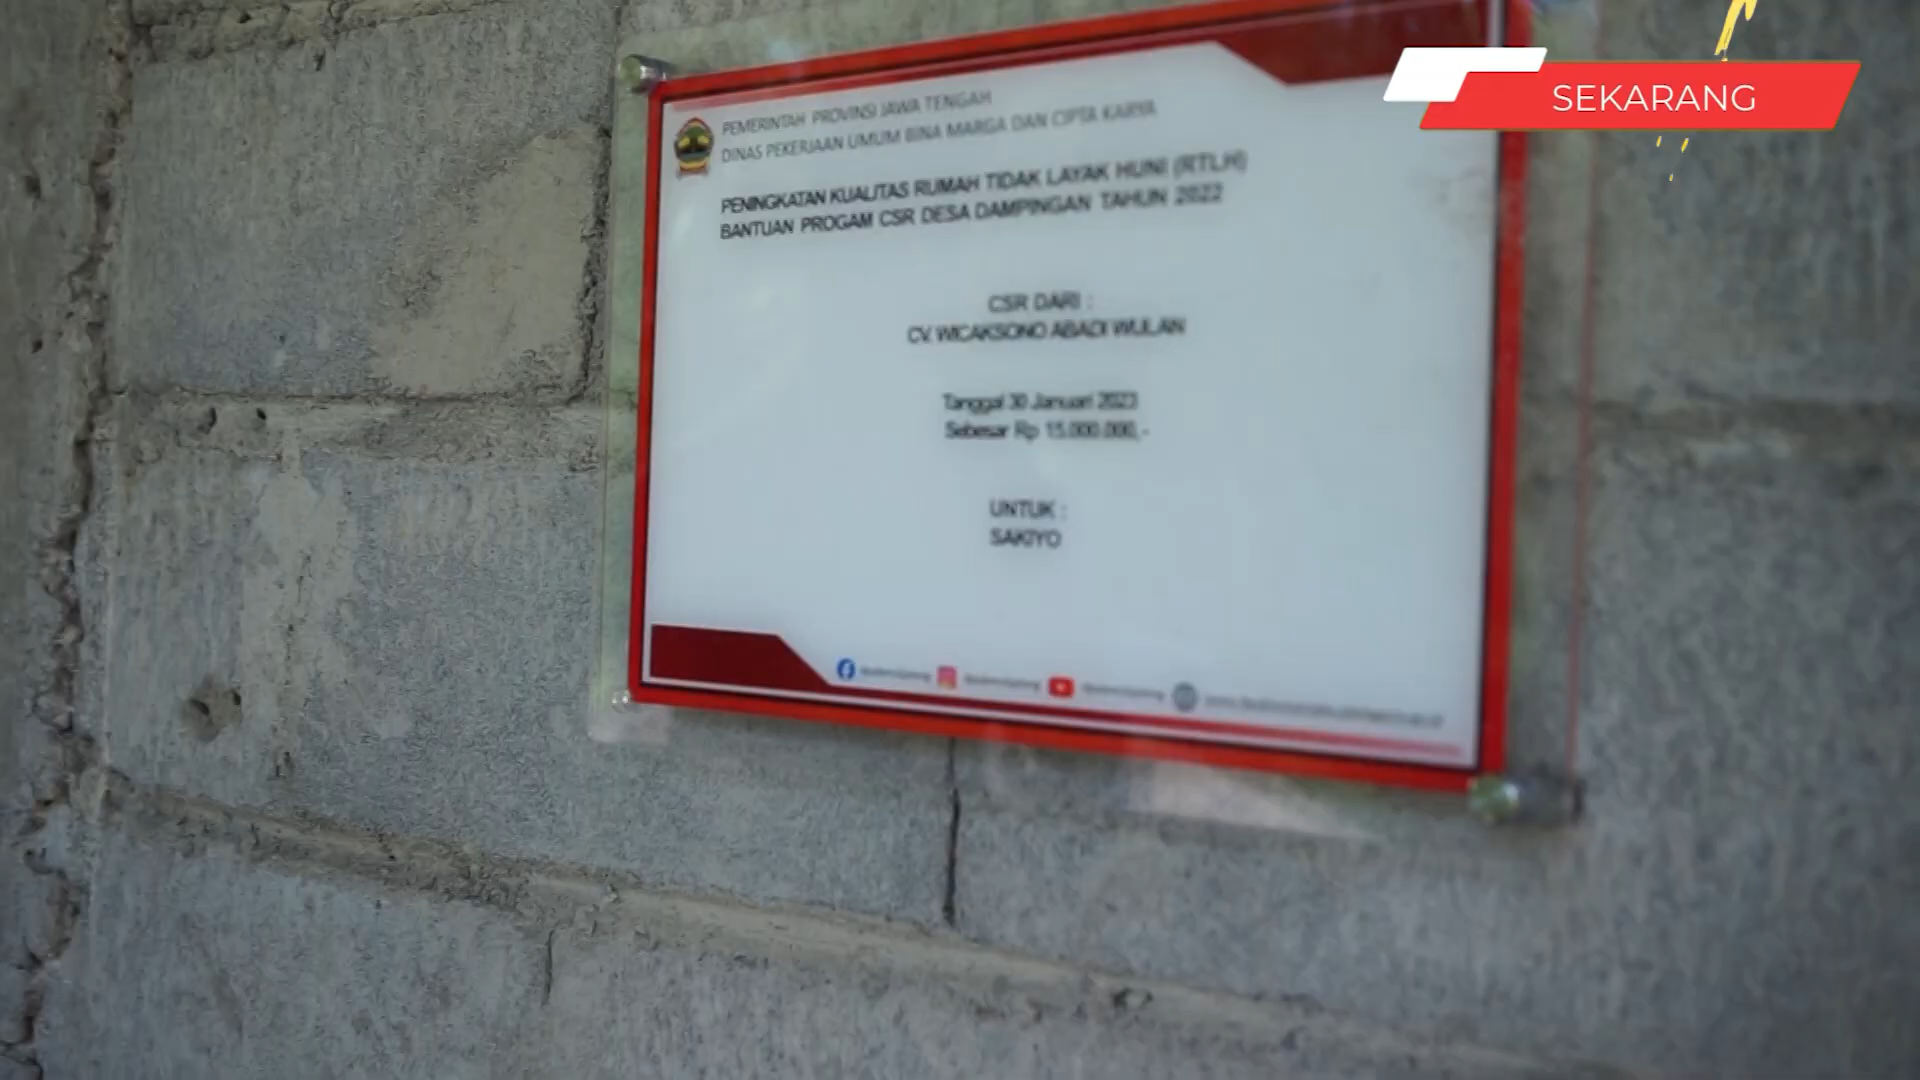 SEKARANG
PEMERINTAH PROVINSI JAWA TENGAH
DINAS PEKERJAAN UMUM BINA MARGA DAN CIPTA KARYA
PENINGKATAN KUALITAS RUMAH TIDAK LAYAK HUNI (RTLH)
BANTUAN PROGAM CSR DESA DAMPINGAN TAHUN 2022
CSR DARI :
CV. WICAKSONO ABADI WULAN
Tanggal 30 Januari 2023
Sebesar Rp 15.000.000,-
UNTUK :
SAKIYO